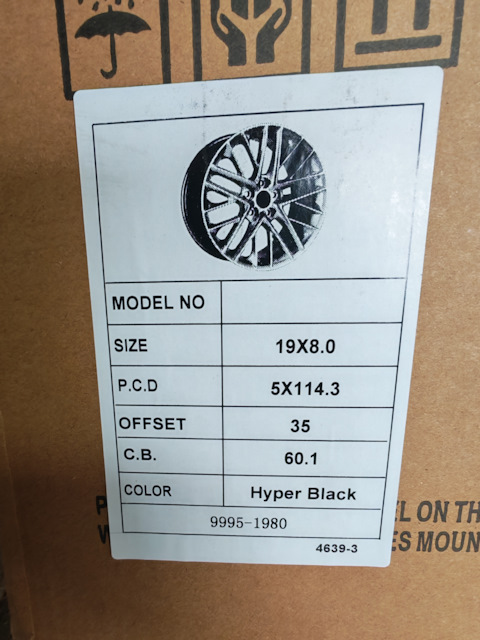 MODEL NO
SIZE 19X8.0
P.C.D 5X114.3
OFFSET 35
C.B. 60.1
COLOR Hyper Black
9995-1980
4639-3
EL ON TH
ES MOUN